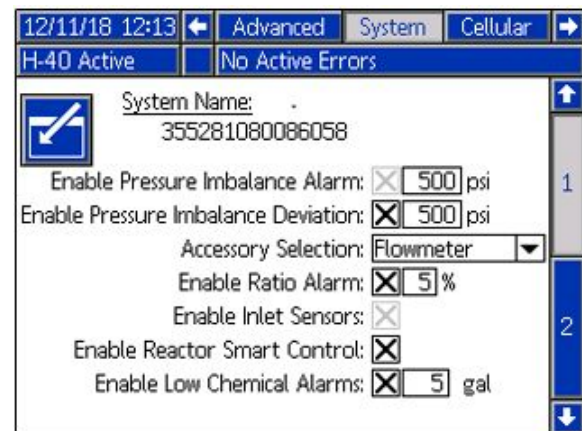 12/11/18 12:13 Advanced System Cellular
H-40 Active No Active Errors
System Name:
355281080086058
Enable Pressure Imbalance Alarm: 500 psi
Enable Pressure Imbalance Deviation: 500 psi
Accessory Selection: Flowmeter
Enable Ratio Alarm: 5 %
Enable Inlet Sensors:
Enable Reactor Smart Control:
Enable Low Chemical Alarms: 5 gal
1
2